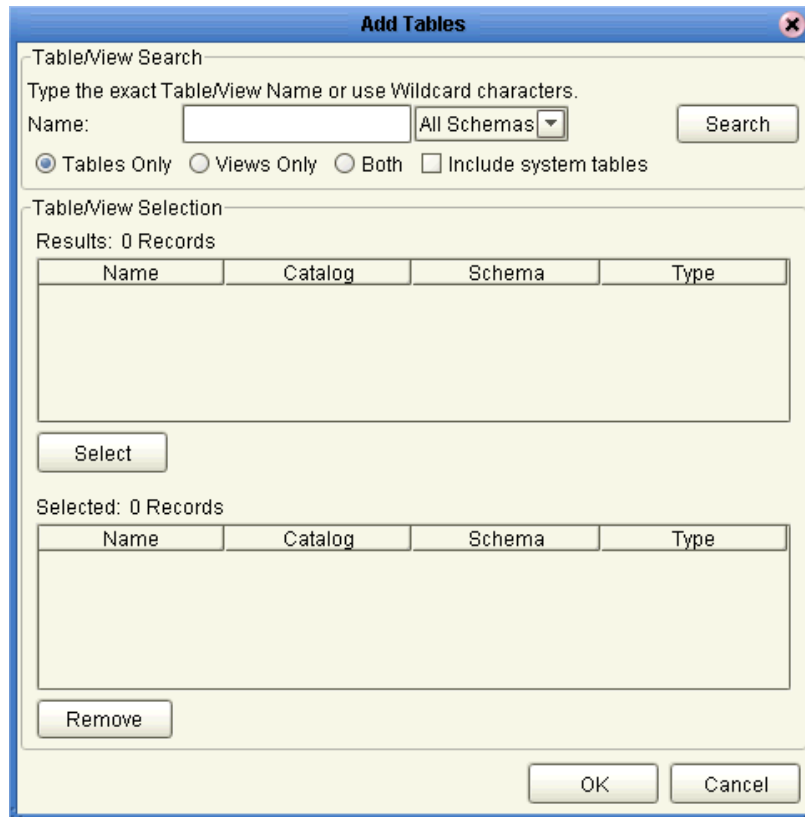 Add Tables
Table/View Search
Type the exact Table/View Name or use Wildcard characters.
Name: All Schemas Search
Tables Only Views Only Both Include system tables
Table/View Selection
Results: 0 Records
Name Catalog Schema Type
Select
Selected: 0 Records
Name Catalog Schema Type
Remove
OK Cancel